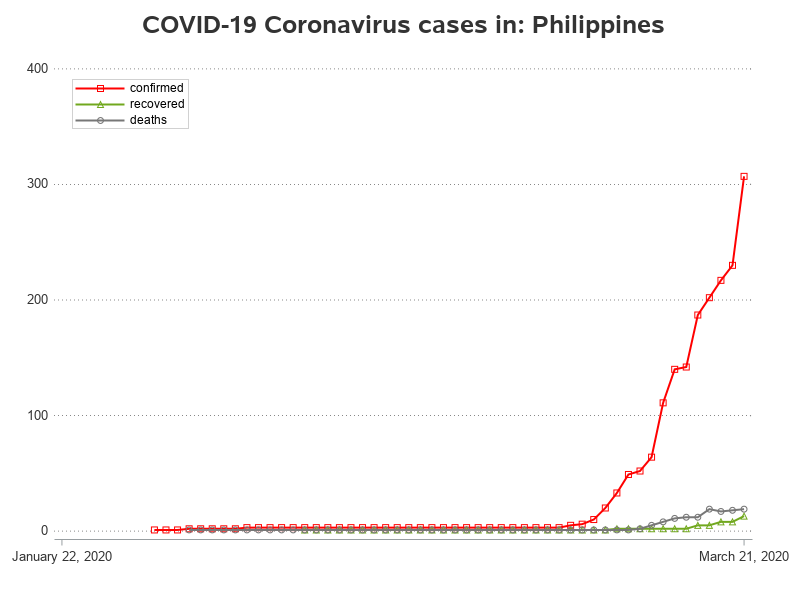 COVID-19 Coronavirus cases in: Philippines
400
confirmed
recovered
deaths
300
200
100
0
January 22, 2020
March 21, 2020